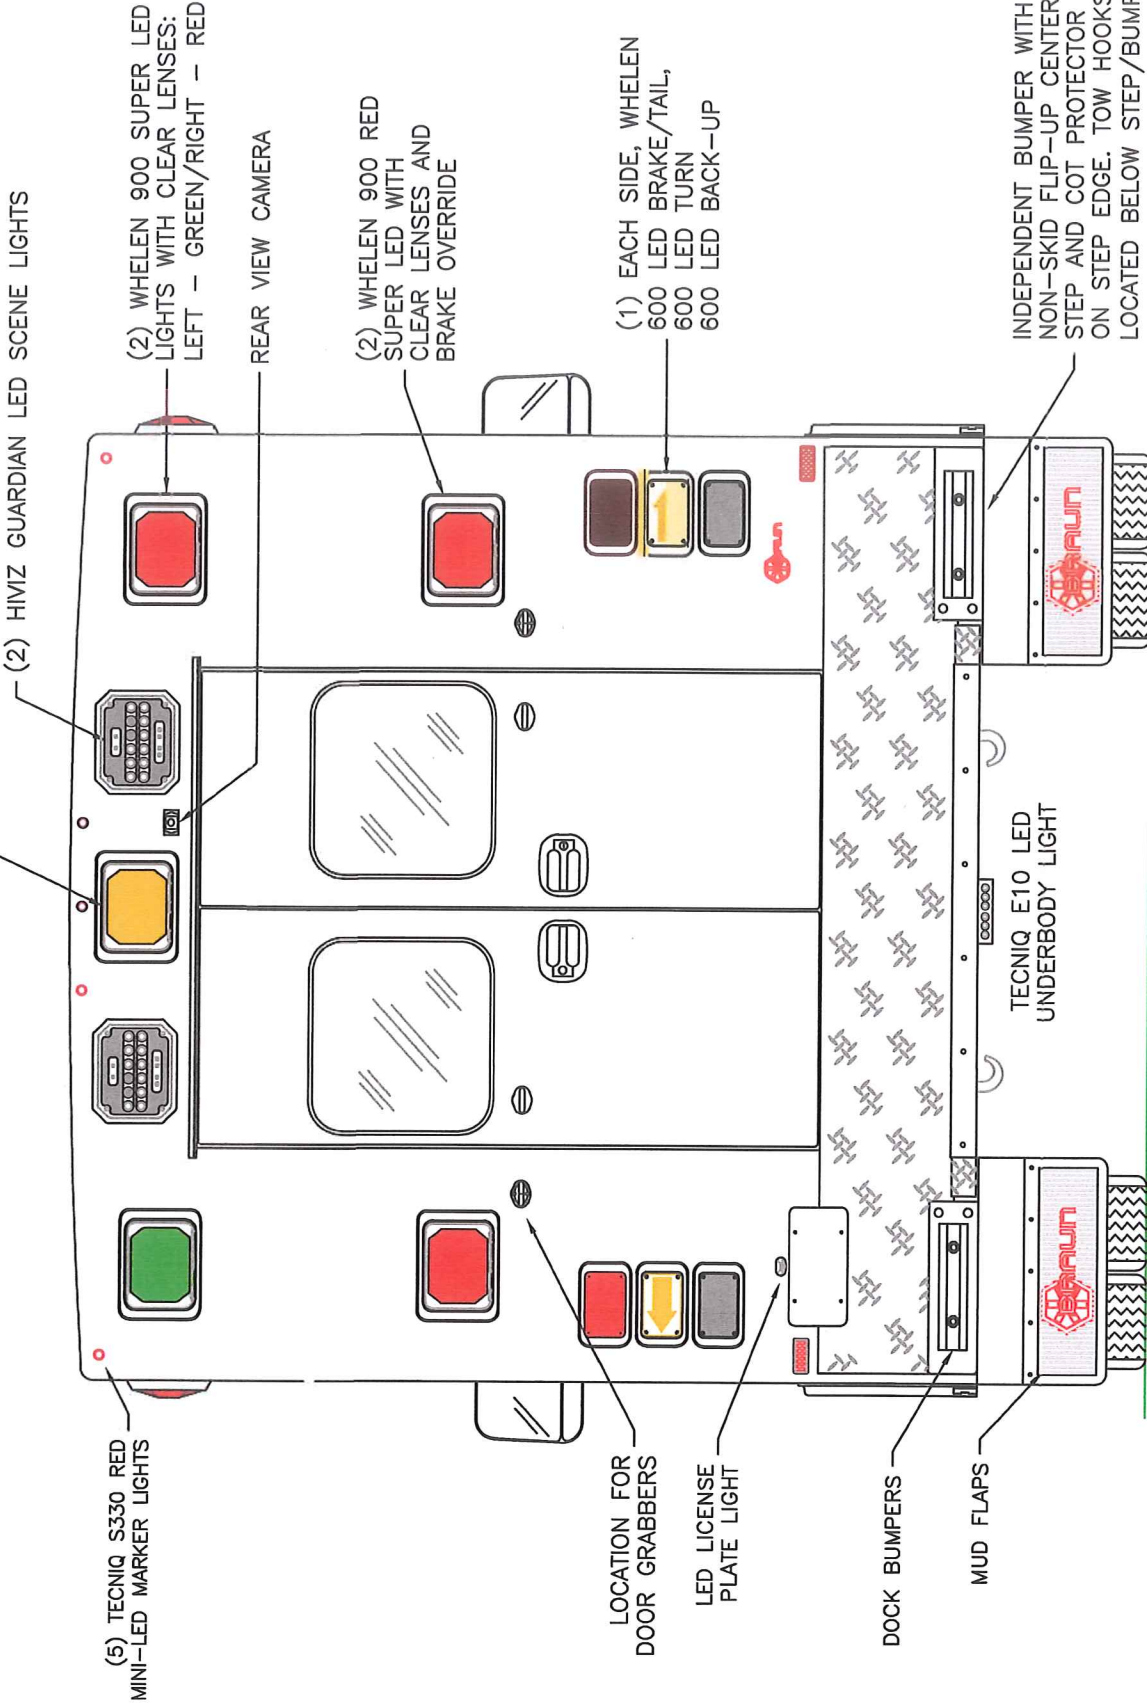 (2) HIVIZ GUARDIAN LED SCENE LIGHTS
(2) WHELEN 900 SUPER LED
LIGHTS WITH CLEAR LENSES:
LEFT - GREEN/RIGHT - RED
REAR VIEW CAMERA
(2) WHELEN 900 RED
SUPER LED WITH
CLEAR LENSES AND
BRAKE OVERRIDE
(1) EACH SIDE, WHELEN
600 LED BRAKE/TAIL,
600 LED TURN
600 LED BACK-UP
INDEPENDENT BUMPER WITH
NON-SKID FLIP-UP CENTER
STEP AND COT PROTECTOR
ON STEP EDGE. TOW HOOKS
LOCATED BELOW STEP/BUMP
(5) TECNIQ S330 RED
MINI-LED MARKER LIGHTS
LOCATION FOR
DOOR GRABBERS
LED LICENSE
PLATE LIGHT
DOCK BUMPERS
MUD FLAPS
TECNIQ E10 LED
UNDERBODY LIGHT
BRAUN
BRAUN